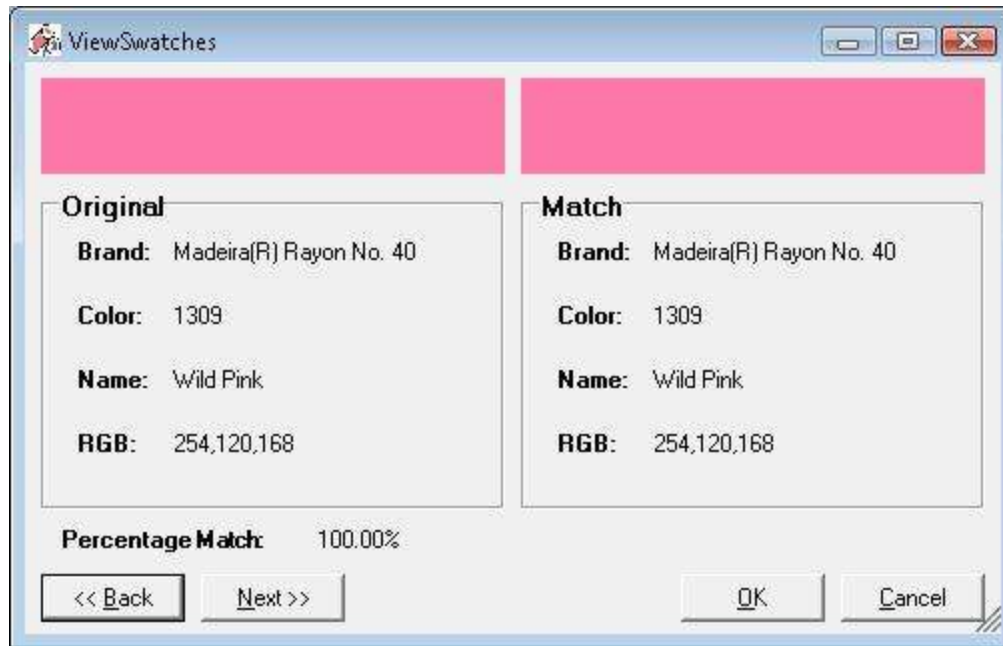 ViewSwatches
Original
Brand: Madeira(R) Rayon No. 40
Color: 1309
Name: Wild Pink
RGB: 254,120,168
Match
Brand: Madeira(R) Rayon No. 40
Color: 1309
Name: Wild Pink
RGB: 254,120,168
Percentage Match: 100.00%
<< Back
Next >>
OK
Cancel